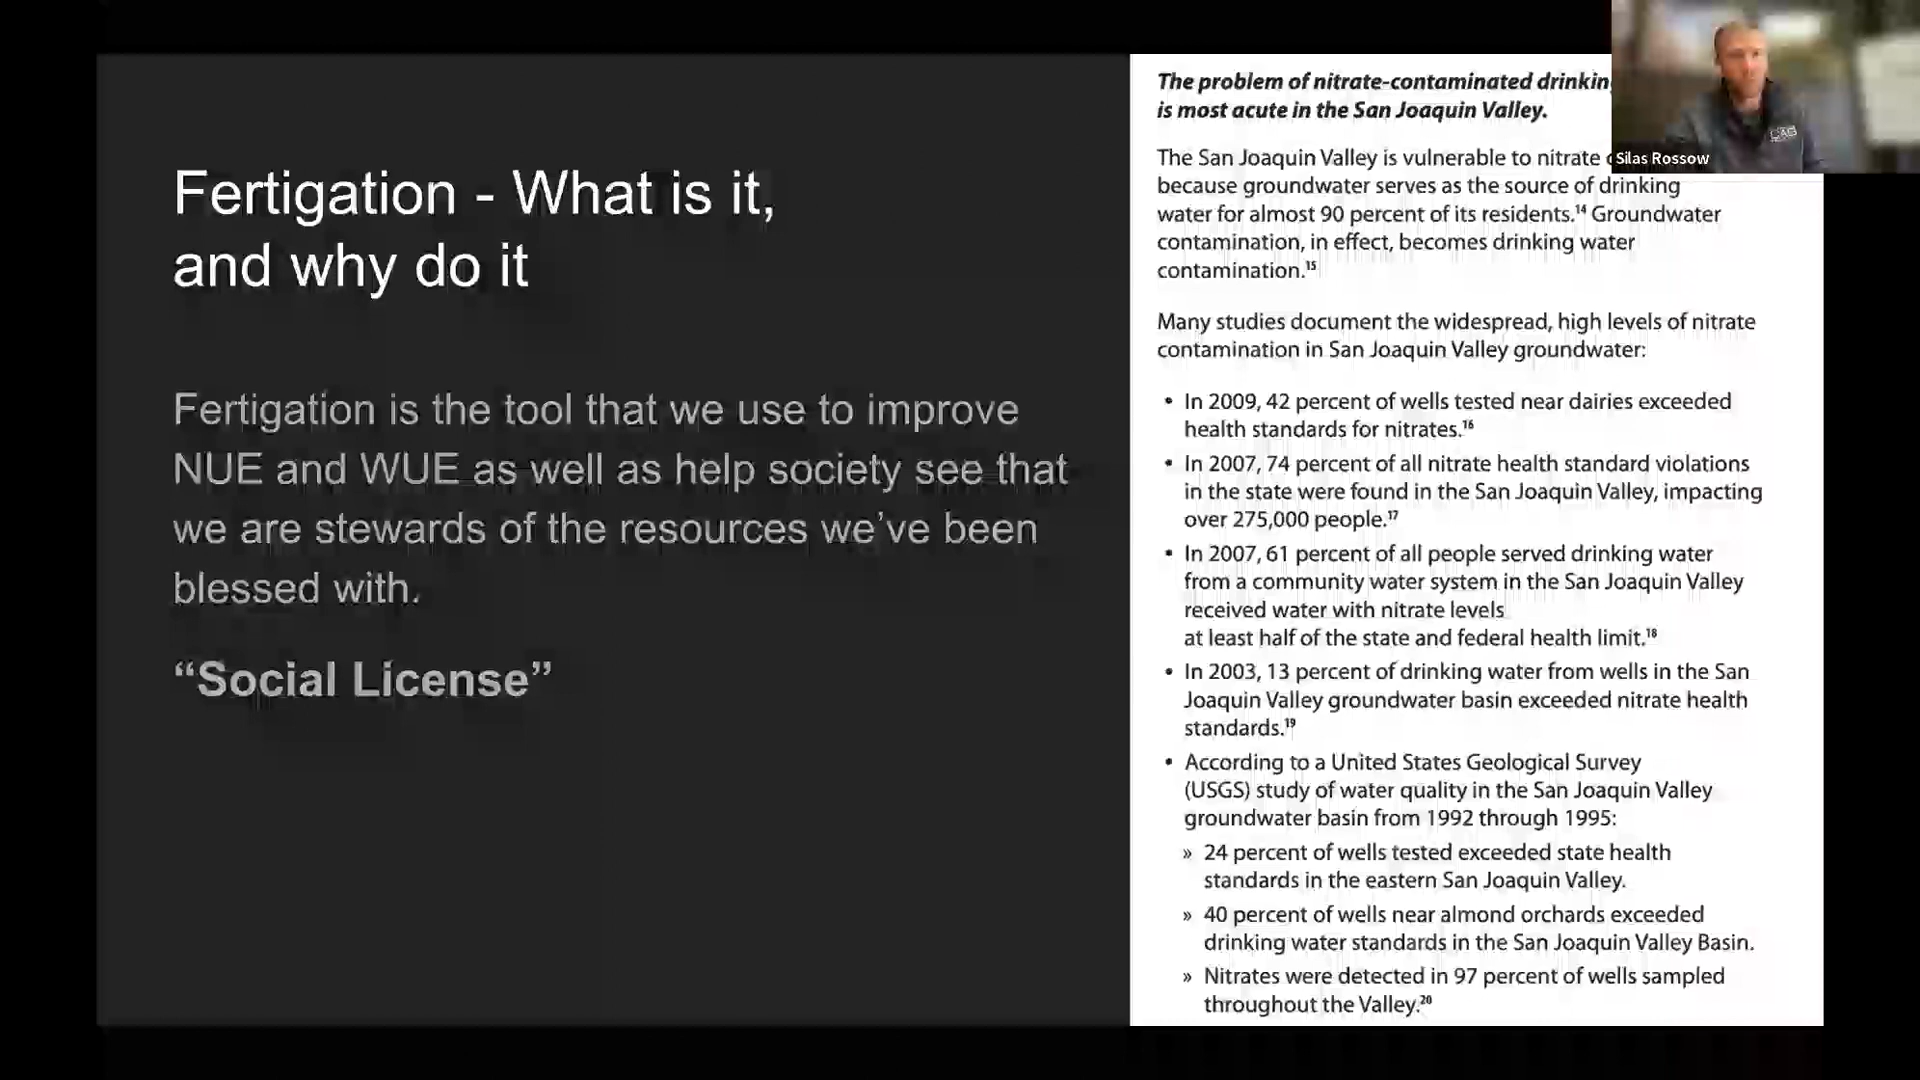 Fertigation - What is it,
and why do it
Fertigation is the tool that we use to improve
NUE and WUE as well as help society see that
we are stewards of the resources we’ve been
blessed with.
“Social License”
The problem of nitrate-contaminated
is most acute in the San Joaquin Valley.
The San Joaquin Valley is vulnerable to nitrate
because groundwater serves as the source of drinking
water for almost 90 percent of its residents.¹⁴ Groundwater
contamination, in effect, becomes drinking water
contamination.¹⁵
Many studies document the widespread, high levels of nitrate
contamination in San Joaquin Valley groundwater:
• In 2009, 42 percent of wells tested near dairies exceeded
health standards for nitrates.¹⁶
• In 2007, 74 percent of all nitrate health standard violations
in the state were found in the San Joaquin Valley, impacting
over 275,000 people.¹⁷
• In 2007, 61 percent of all people served drinking water
from a community water system in the San Joaquin Valley
received water with nitrate levels
at least half of the state and federal health limit.¹⁸
• In 2003, 13 percent of drinking water from wells in the San
Joaquin Valley groundwater basin exceeded nitrate health
standards.¹⁹
• According to a United States Geological Survey
(USGS) study of water quality in the San Joaquin Valley
groundwater basin from 1992 through 1995:
» 24 percent of wells tested exceeded state health
standards in the eastern San Joaquin Valley.
» 40 percent of wells near almond orchards exceeded
drinking water standards in the San Joaquin Valley Basin.
» Nitrates were detected in 97 percent of wells sampled
throughout the Valley.²⁰
Silas Rossow